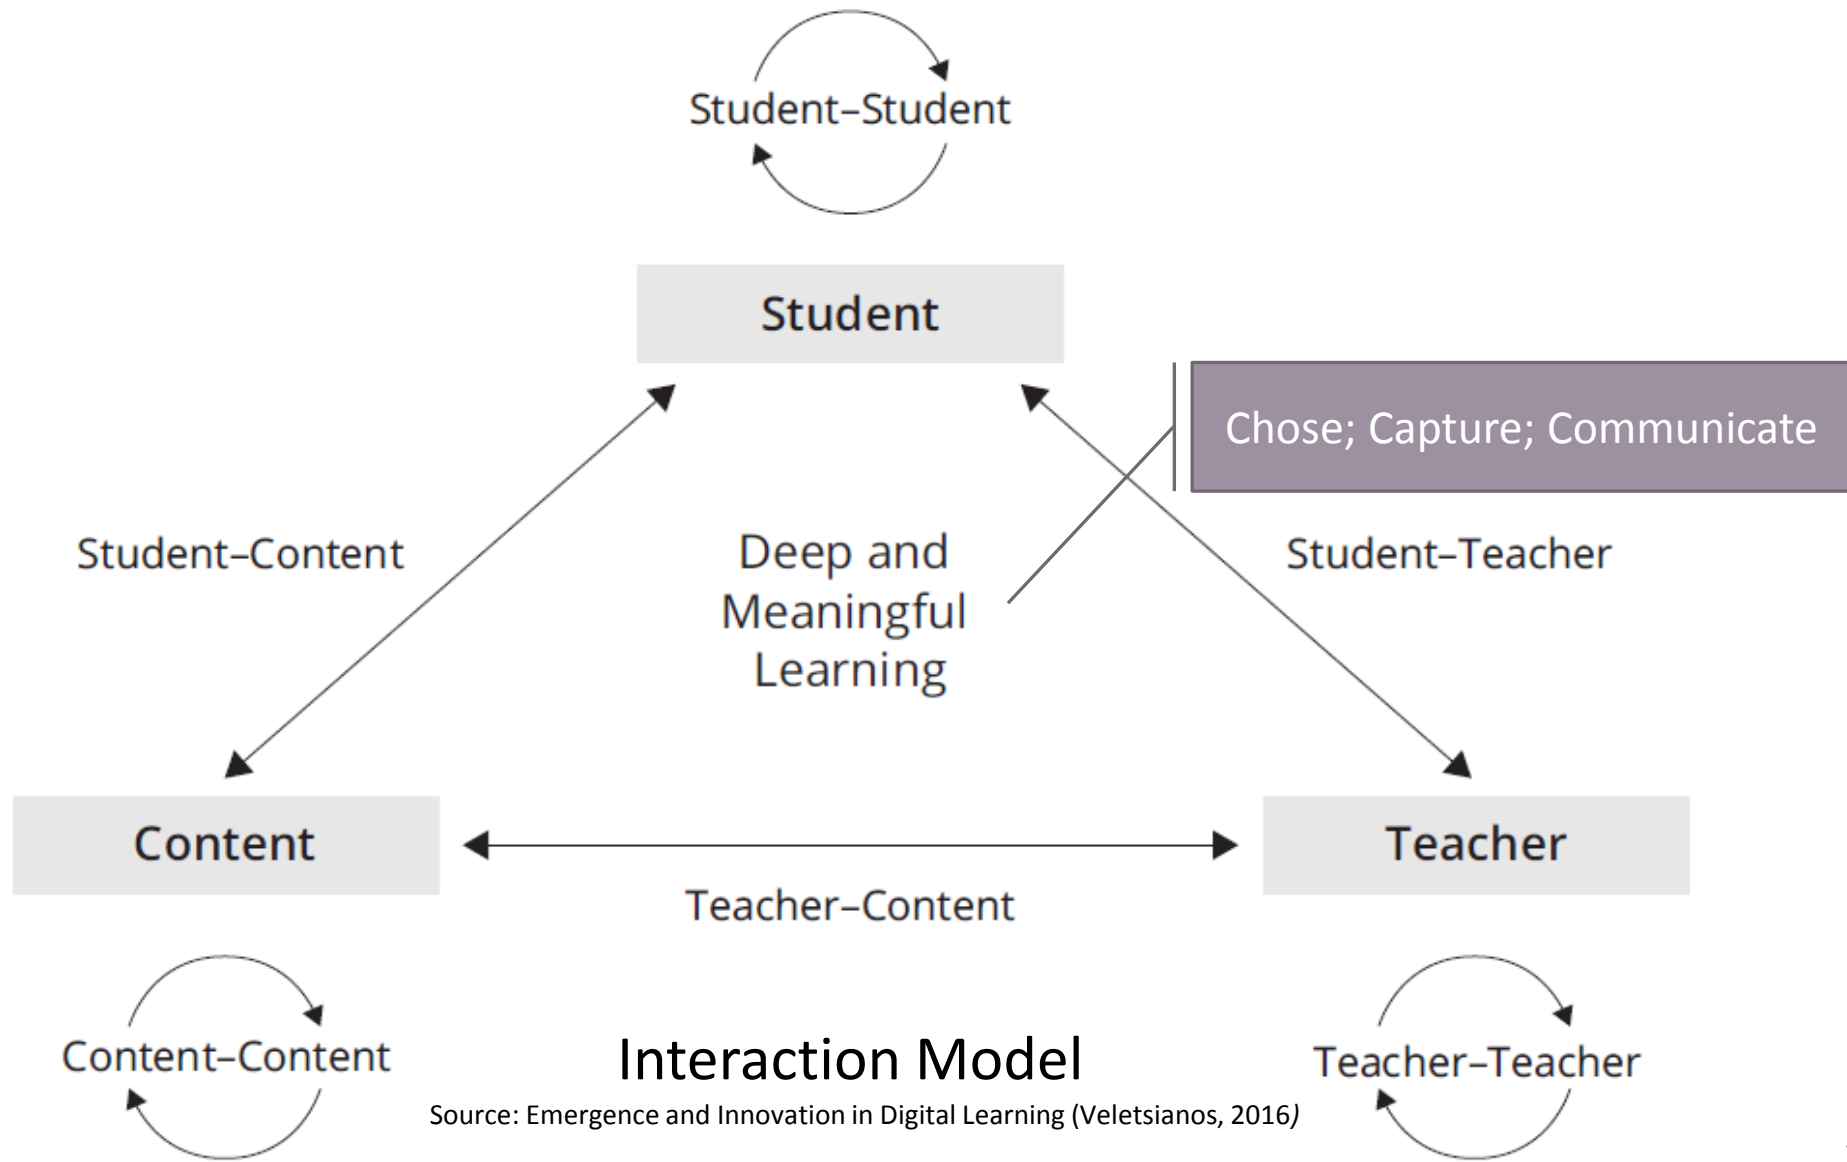 Student–Student
Student
Chose; Capture; Communicate
Student–Content
Deep and
Meaningful
Learning
Student–Teacher
Content
Teacher
Teacher–Content
Content–Content
Interaction Model
Teacher–Teacher
Source: Emergence and Innovation in Digital Learning (Veletsianos, 2016)